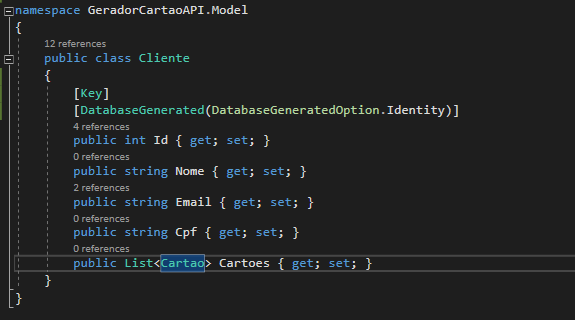 namespace GeradorCartaoAPI.Model
{
12 references
public class Cliente
{
[Key]
[DatabaseGenerated(DatabaseGeneratedOption.Identity)]
4 references
public int Id { get; set; }
0 references
public string Nome { get; set; }
2 references
public string Email { get; set; }
0 references
public string Cpf { get; set; }
0 references
public List<Cartao> Cartoes { get; set; }
}
}